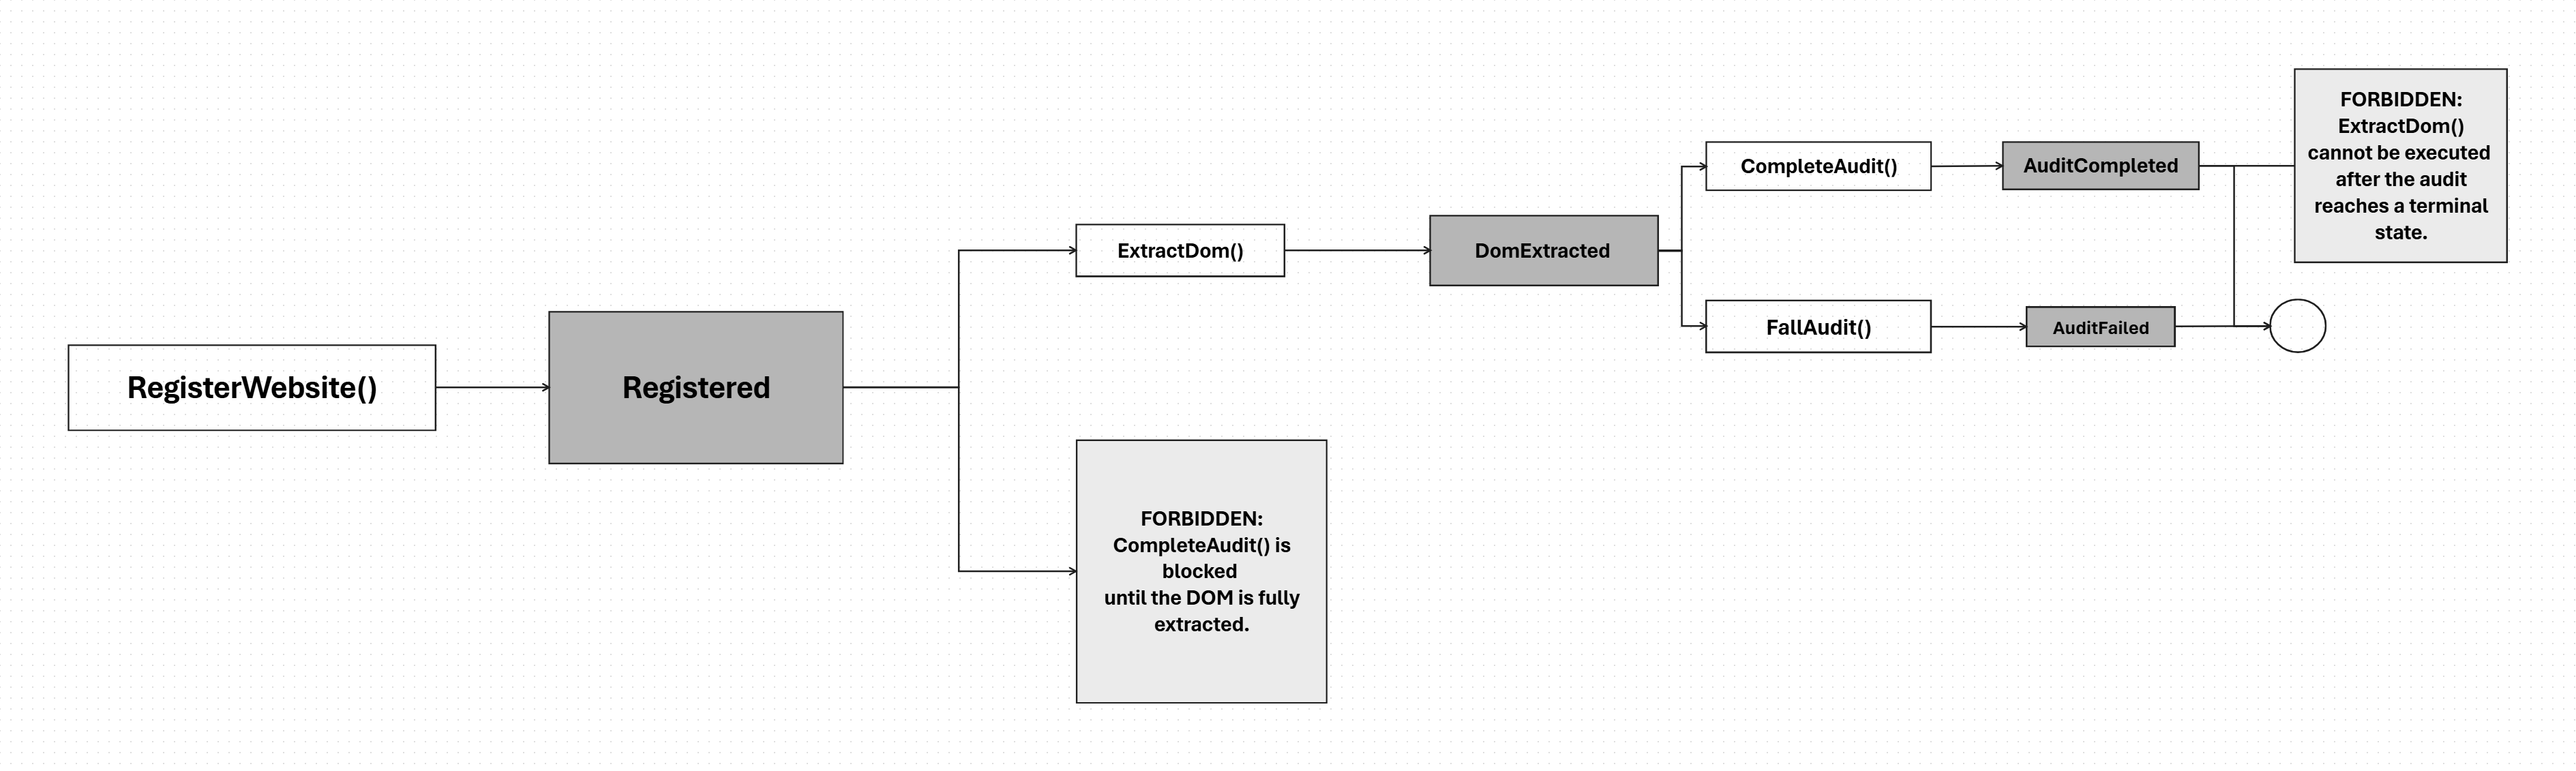 RegisterWebsite()
Registered
ExtractDom()
DomExtracted
CompleteAudit()
AuditCompleted
FORBIDDEN:
ExtractDom()
cannot be executed
after the audit
reaches a terminal
state.
FallAudit()
AuditFailed
FORBIDDEN:
CompleteAudit() is
blocked
until the DOM is fully
extracted.